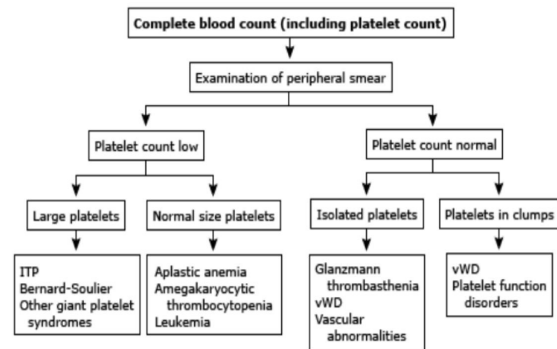 Complete blood count (including platelet count)
Examination of peripheral smear
Platelet count low
Platelet count normal
Large platelets
Normal size platelets
Isolated platelets
Platelets in clumps
ITP
Bernard-Soulier
Other giant platelet
syndromes
Aplastic anemia
Amegakaryocytic
thrombocytopenia
Leukemia
Glanzmann
thrombasthenia
vWD
Vascular
abnormalities
vWD
Platelet function
disorders